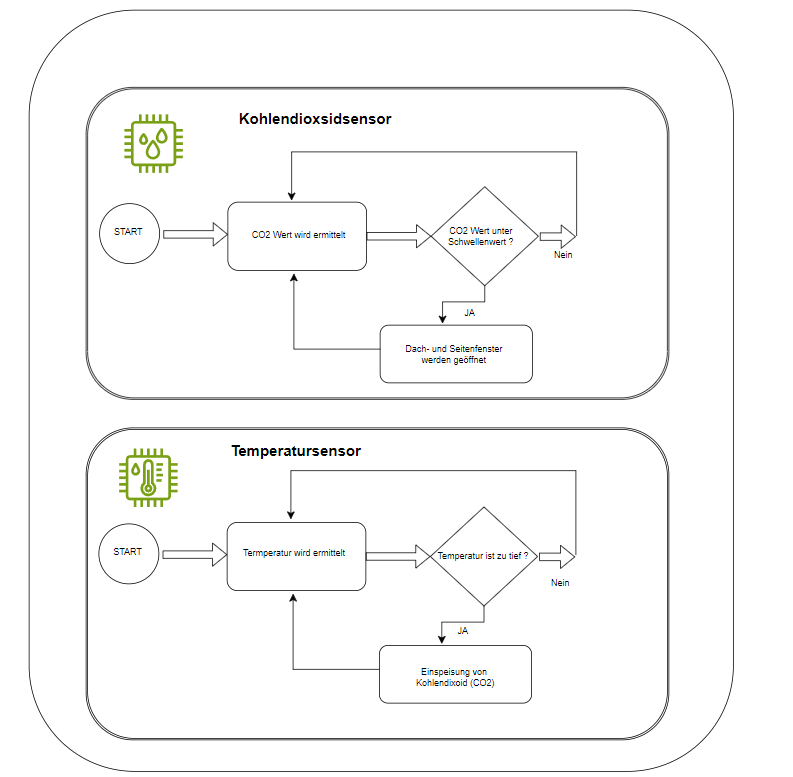 Kohlendioxsidsensor
START
CO2 Wert wird ermittelt
CO2 Wert unter
Schwellenwert ?
Nein
JA
Dach- und Seitenfenster
werden geöffnet
Temperatursensor
START
Termperatur wird ermittelt
Temperatur ist zu tief ?
Nein
JA
Einspeisung von
Kohlendixoid (CO2)